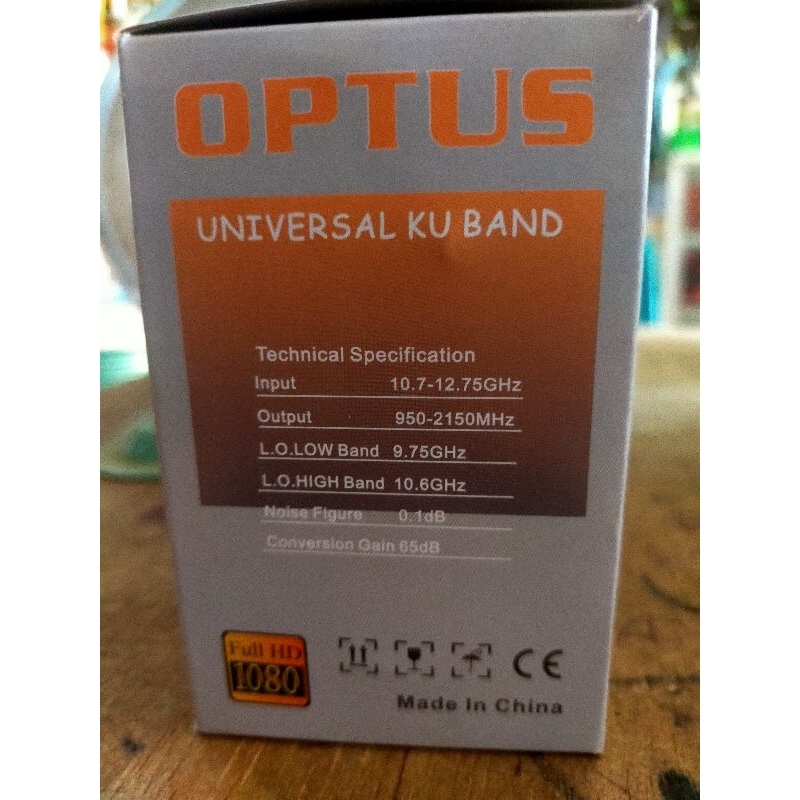 OPTUS
UNIVERSAL KU BAND
Technical Specification
Input 10.7-12.75GHz
Output 950-2150MHz
L.O.LOW Band 9.75GHz
L.O.HIGH Band 10.6GHz
Noise Figure 0.1dB
Conversion Gain 65dB
Full HD
1080
CE
Made In China